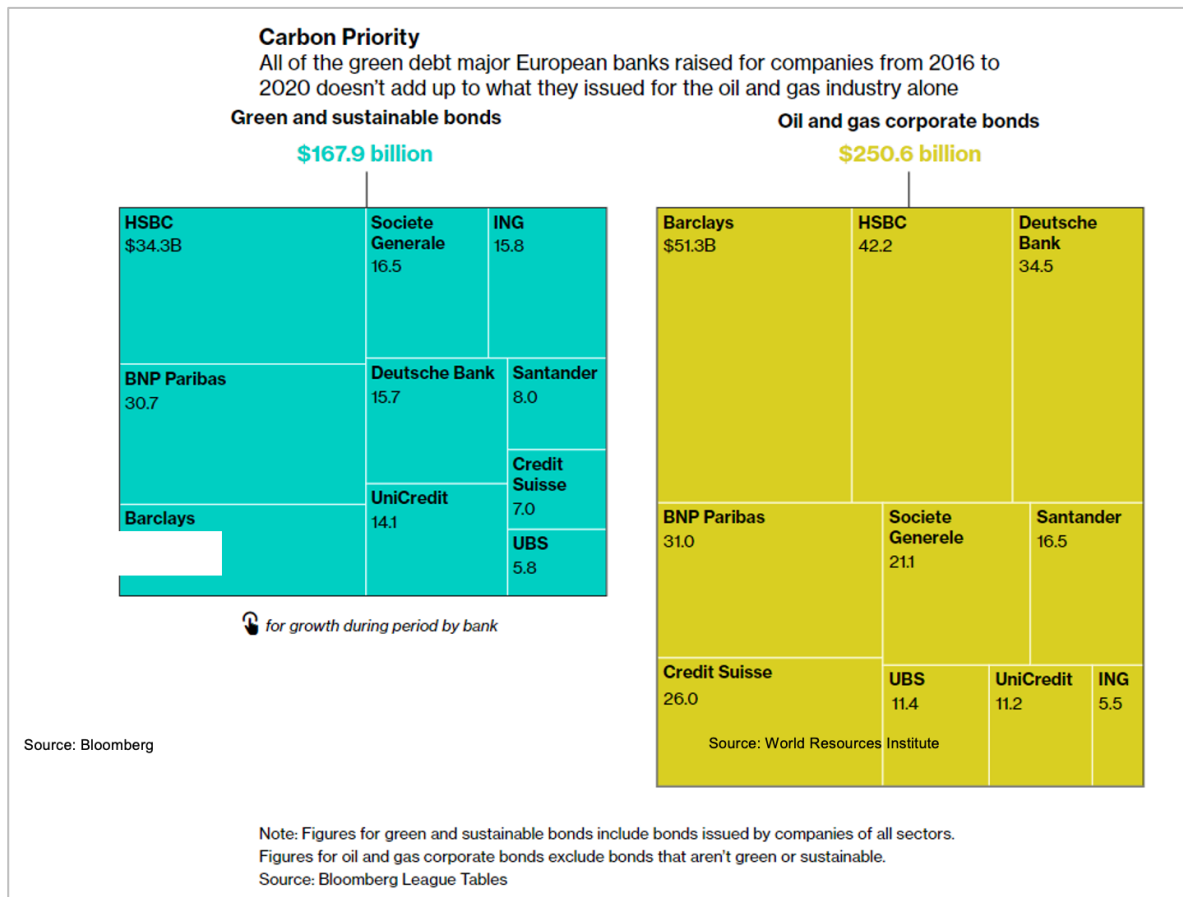 Carbon Priority
All of the green debt major European banks raised for companies from 2016 to
2020 doesn't add up to what they issued for the oil and gas industry alone
Green and sustainable bonds
$167.9 billion
HSBC
$34.3B
Societe
Generale
16.5
ING
15.8
BNP Paribas
30.7
Deutsche Bank
15.7
Santander
8.0
Credit
Suisse
7.0
Barclays
UniCredit
14.1
UBS
5.8
for growth during period by bank
Source: Bloomberg
Oil and gas corporate bonds
$250.6 billion
Barclays
$51.3B
HSBC
42.2
Deutsche
Bank
34.5
BNP Paribas
31.0
Societe
Generele
21.1
Santander
16.5
Credit Suisse
26.0
UBS
11.4
UniCredit
11.2
ING
5.5
Source: World Resources Institute
Note: Figures for green and sustainable bonds include bonds issued by companies of all sectors.
Figures for oil and gas corporate bonds exclude bonds that aren't green or sustainable.
Source: Bloomberg League Tables